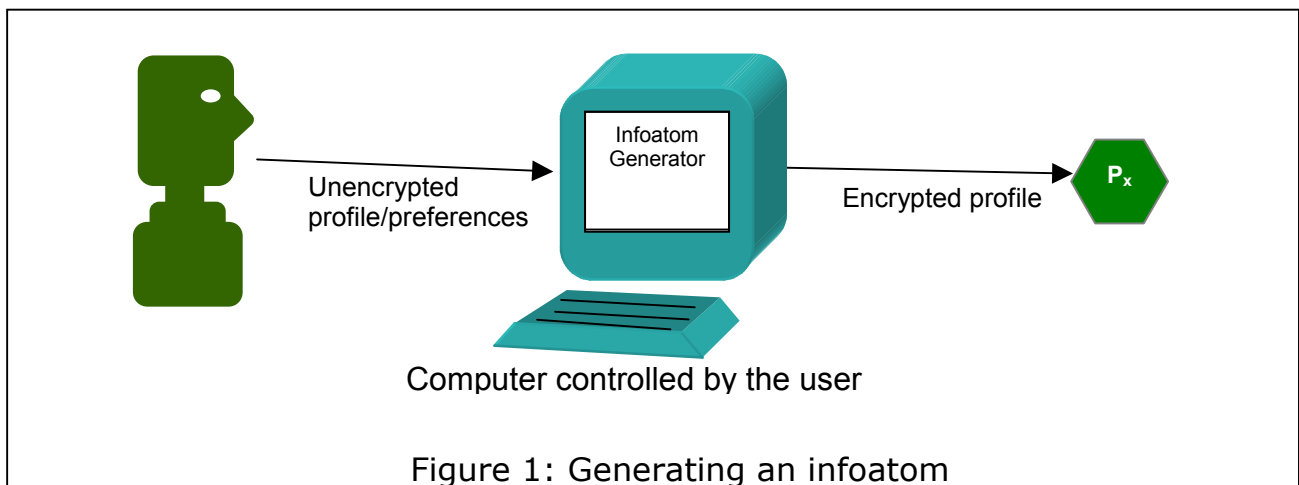 Infoatom
Generator
Unencrypted
profile/preferences
Encrypted profile
Px
Computer controlled by the user
Figure 1: Generating an infoatom